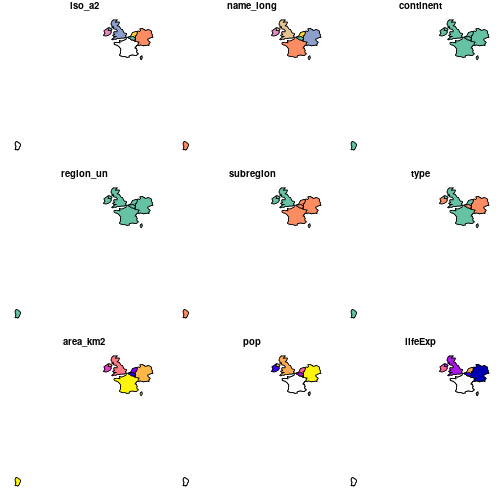 iso_a2
name_long
continent
region_un
subregion
type
area_km2
pop
lifeExp